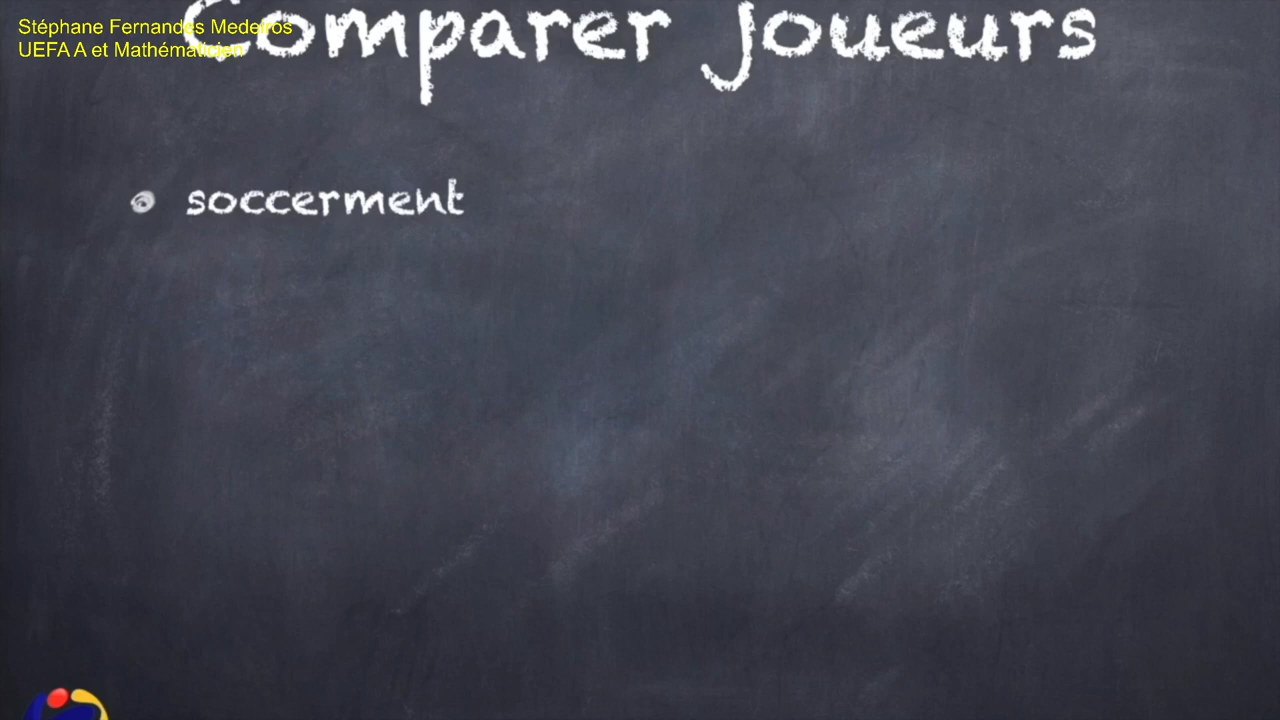 Stéphane Fernandes Medeiros
UEFA A et Mathématicien
Comparer joueurs
soccerment